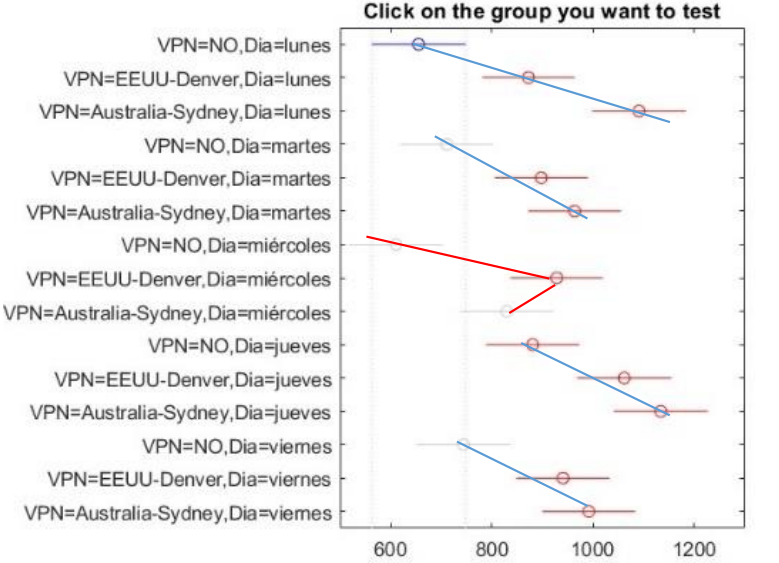 Click on the group you want to test
VPN=NO,Dia=lunes
VPN=EEUU-Denver,Dia=lunes
VPN=Australia-Sydney,Dia=lunes
VPN=NO,Dia=martes
VPN=EEUU-Denver,Dia=martes
VPN=Australia-Sydney,Dia=martes
VPN=NO,Dia=miércoles
VPN=EEUU-Denver,Dia=miércoles
VPN=Australia-Sydney,Dia=miércoles
VPN=NO,Dia=jueves
VPN=EEUU-Denver,Dia=jueves
VPN=Australia-Sydney,Dia=jueves
VPN=NO,Dia=viernes
VPN=EEUU-Denver,Dia=viernes
VPN=Australia-Sydney,Dia=viernes
600 800 1000 1200